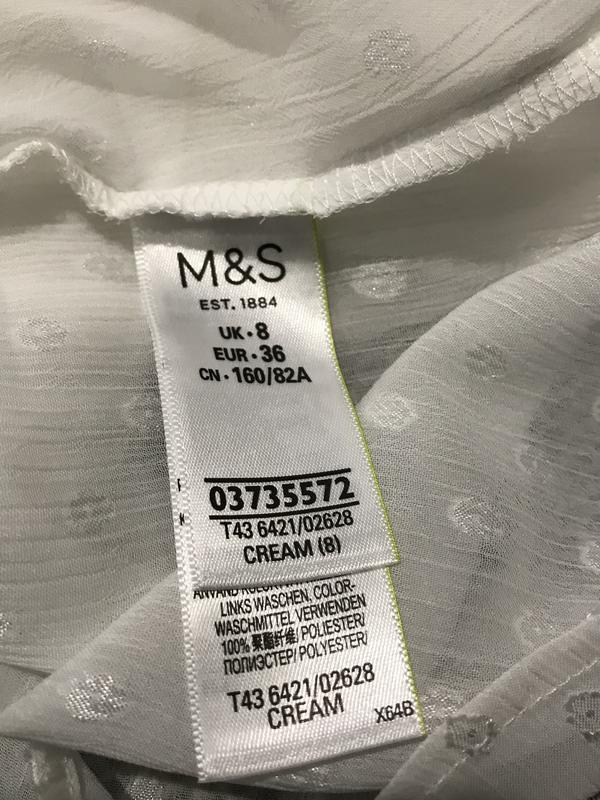 M&S
EST. 1884
UK • 8
EUR • 36
CN • 160/82A
03735572
T43 6421/02628
CREAM (8)
LINKS WASCHEN, COLOR-
WASCHMITTEL VERWENDEN
100% 聚酯纤维/ POLIESTER/
ПОЛИЭСТЕР/ POLYESTER/
T43 6421/02628
CREAM
X64B